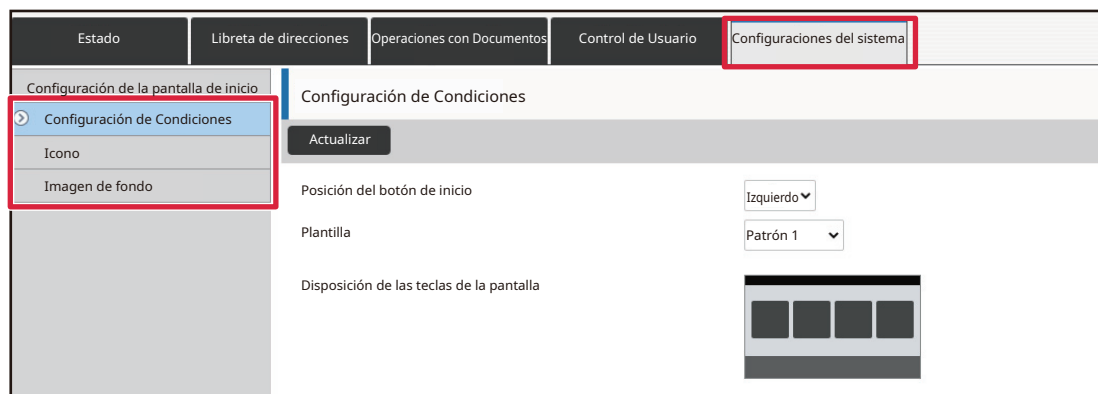 Estado
Libreta de direcciones
Operaciones con Documentos
Control de Usuario
Configuraciones del sistema
Configuración de la pantalla de inicio
Configuración de Condiciones
Icono
Imagen de fondo
Configuración de Condiciones
Actualizar
Posición del botón de inicio
Izquierdo
Plantilla
Patrón 1
Disposición de las teclas de la pantalla